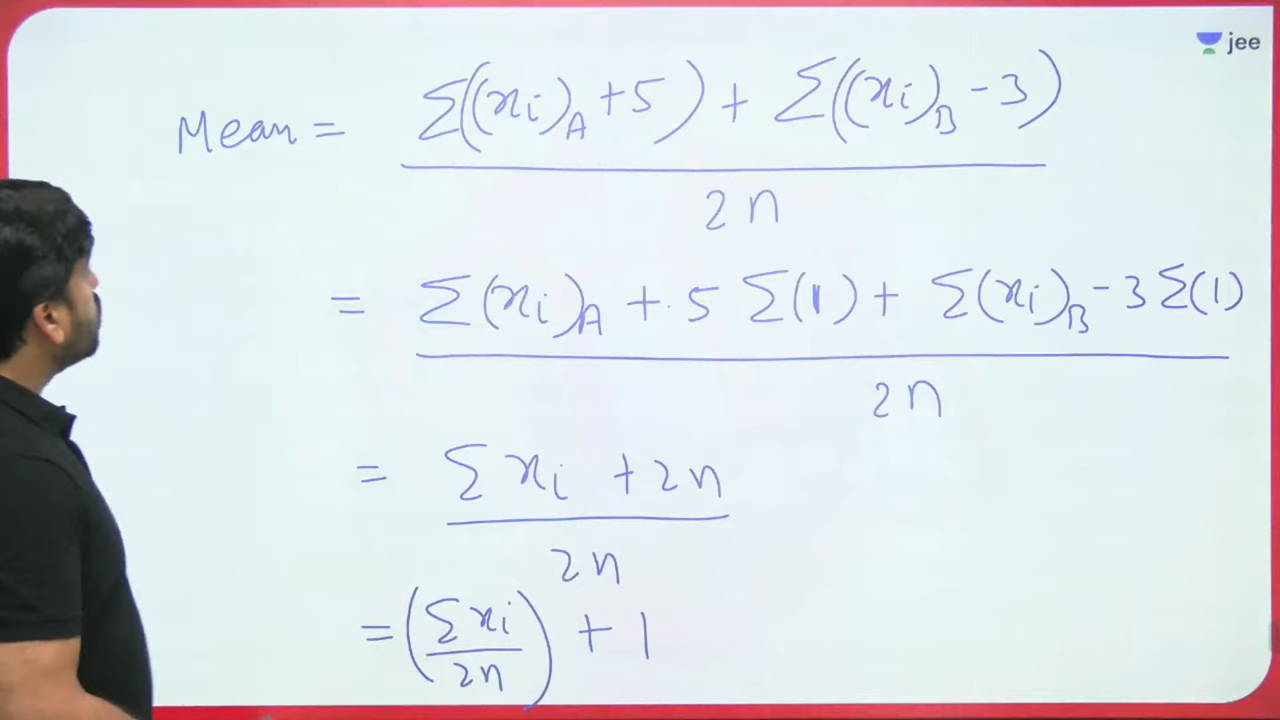 jee
Mean = (Σ((xi)A + 5) + Σ((xi)B - 3)) / 2n
= (Σ(xi)A + 5 Σ(1) + Σ(xi)B - 3 Σ(1)) / 2n
= (Σ xi + 2n) / 2n
= (Σ xi / 2n) + 1